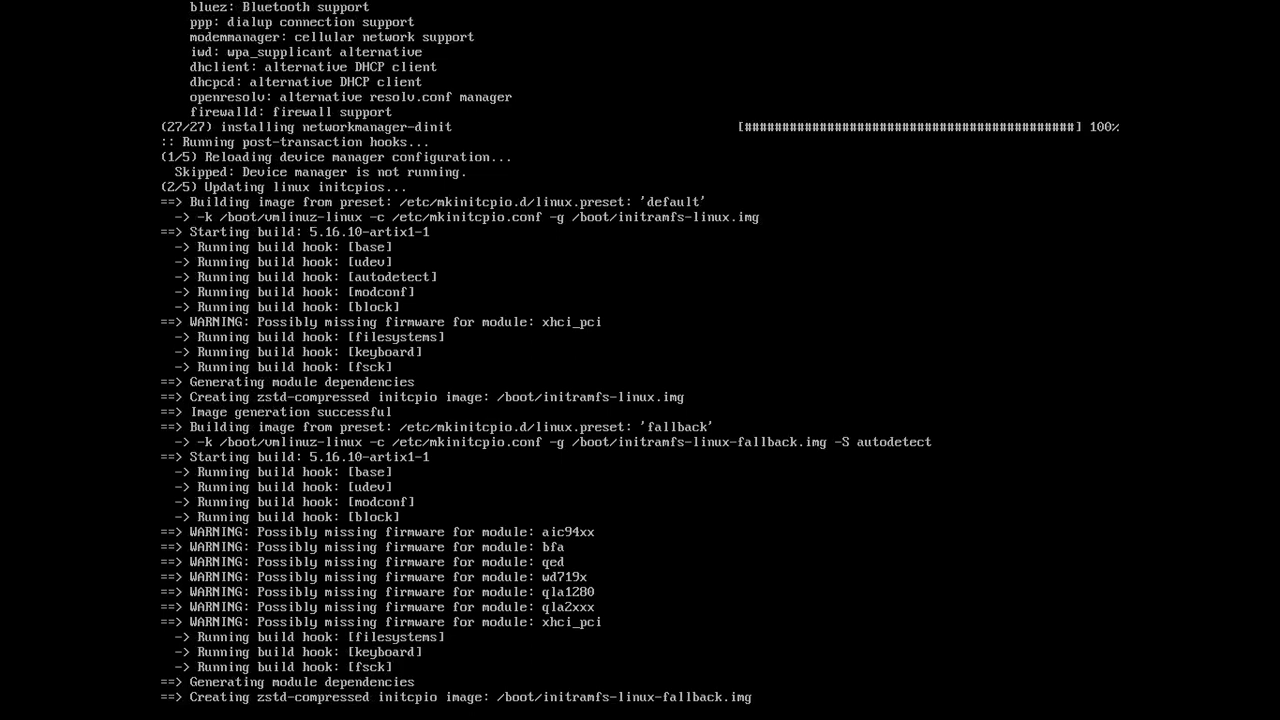 bluez: Bluetooth support
ppp: dialup connection support
modemmanager: cellular network support
iwd: wpa_supplicant alternative
dhclient: alternative DHCP client
dhcpcd: alternative DHCP client
openresolv: alternative resolv.conf manager
firewalld: firewall support
(27/27) installing networkmanager-dinit [############################################] 100%
:: Running post-transaction hooks...
(1/5) Reloading device manager configuration...
Skipped: Device manager is not running.
(2/5) Updating linux initcpios...
==> Building image from preset: /etc/mkinitcpio.d/linux.preset: 'default'
-> -k /boot/vmlinuz-linux -c /etc/mkinitcpio.conf -g /boot/initramfs-linux.img
==> Starting build: 5.16.10-artix1-1
-> Running build hook: [base]
-> Running build hook: [udev]
-> Running build hook: [autodetect]
-> Running build hook: [modconf]
-> Running build hook: [block]
==> WARNING: Possibly missing firmware for module: xhci_pci
-> Running build hook: [filesystems]
-> Running build hook: [keyboard]
-> Running build hook: [fsck]
==> Generating module dependencies
==> Creating zstd-compressed initcpio image: /boot/initramfs-linux.img
==> Image generation successful
==> Building image from preset: /etc/mkinitcpio.d/linux.preset: 'fallback'
-> -k /boot/vmlinuz-linux -c /etc/mkinitcpio.conf -g /boot/initramfs-linux-fallback.img -S autodetect
==> Starting build: 5.16.10-artix1-1
-> Running build hook: [base]
-> Running build hook: [udev]
-> Running build hook: [modconf]
-> Running build hook: [block]
==> WARNING: Possibly missing firmware for module: aic94xx
==> WARNING: Possibly missing firmware for module: bfa
==> WARNING: Possibly missing firmware for module: qed
==> WARNING: Possibly missing firmware for module: wd719x
==> WARNING: Possibly missing firmware for module: qla1280
==> WARNING: Possibly missing firmware for module: qla2xxx
==> WARNING: Possibly missing firmware for module: xhci_pci
-> Running build hook: [filesystems]
-> Running build hook: [keyboard]
-> Running build hook: [fsck]
==> Generating module dependencies
==> Creating zstd-compressed initcpio image: /boot/initramfs-linux-fallback.img